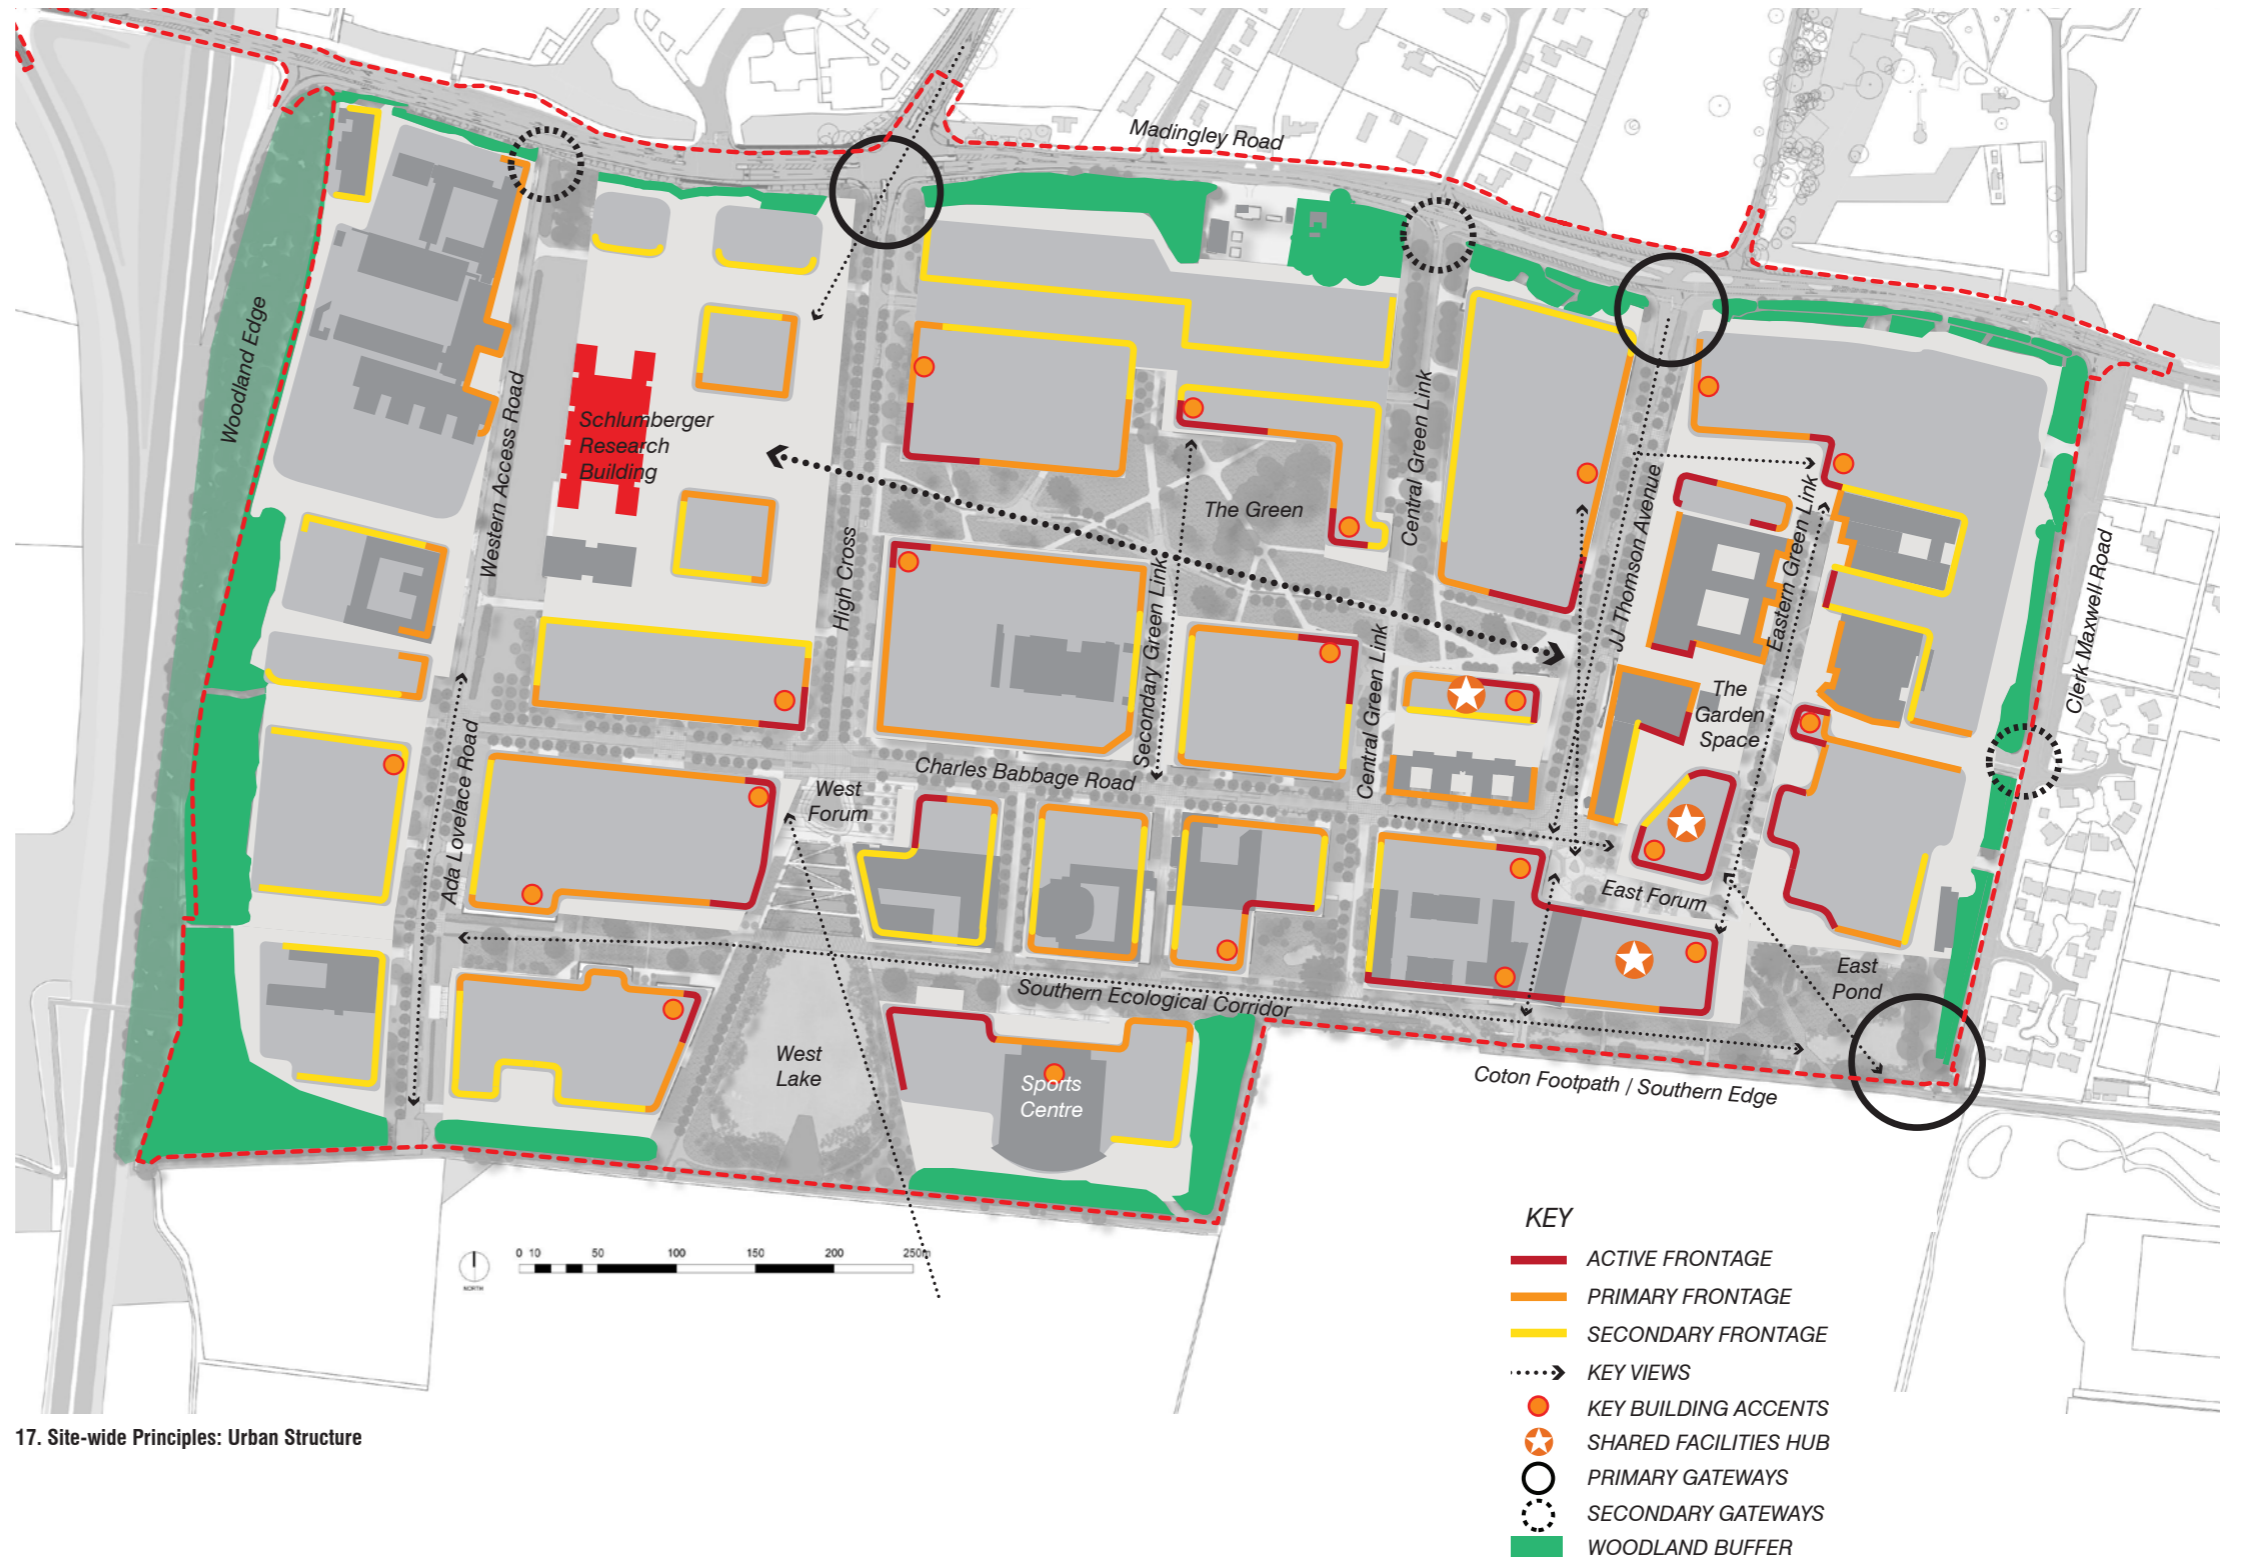 Madingley Road
Woodland Edge
Western Access Road
Schlumberger
Research
Building
High Cross
The Green
Central Green Link
JJ Thomson Avenue
Eastern Green Link
Clerk Maxwell Road
Secondary Green Link
Central Green Link
The
Garden
Space
Ada Lovelace Road
Charles Babbage Road
West
Forum
East Forum
East
Pond
Southern Ecological Corridor
West
Lake
Sports
Centre
Coton Footpath / Southern Edge
NORTH
0 10 50 100 150 200 250m
KEY
ACTIVE FRONTAGE
PRIMARY FRONTAGE
SECONDARY FRONTAGE
KEY VIEWS
KEY BUILDING ACCENTS
SHARED FACILITIES HUB
PRIMARY GATEWAYS
SECONDARY GATEWAYS
WOODLAND BUFFER
17. Site-wide Principles: Urban Structure